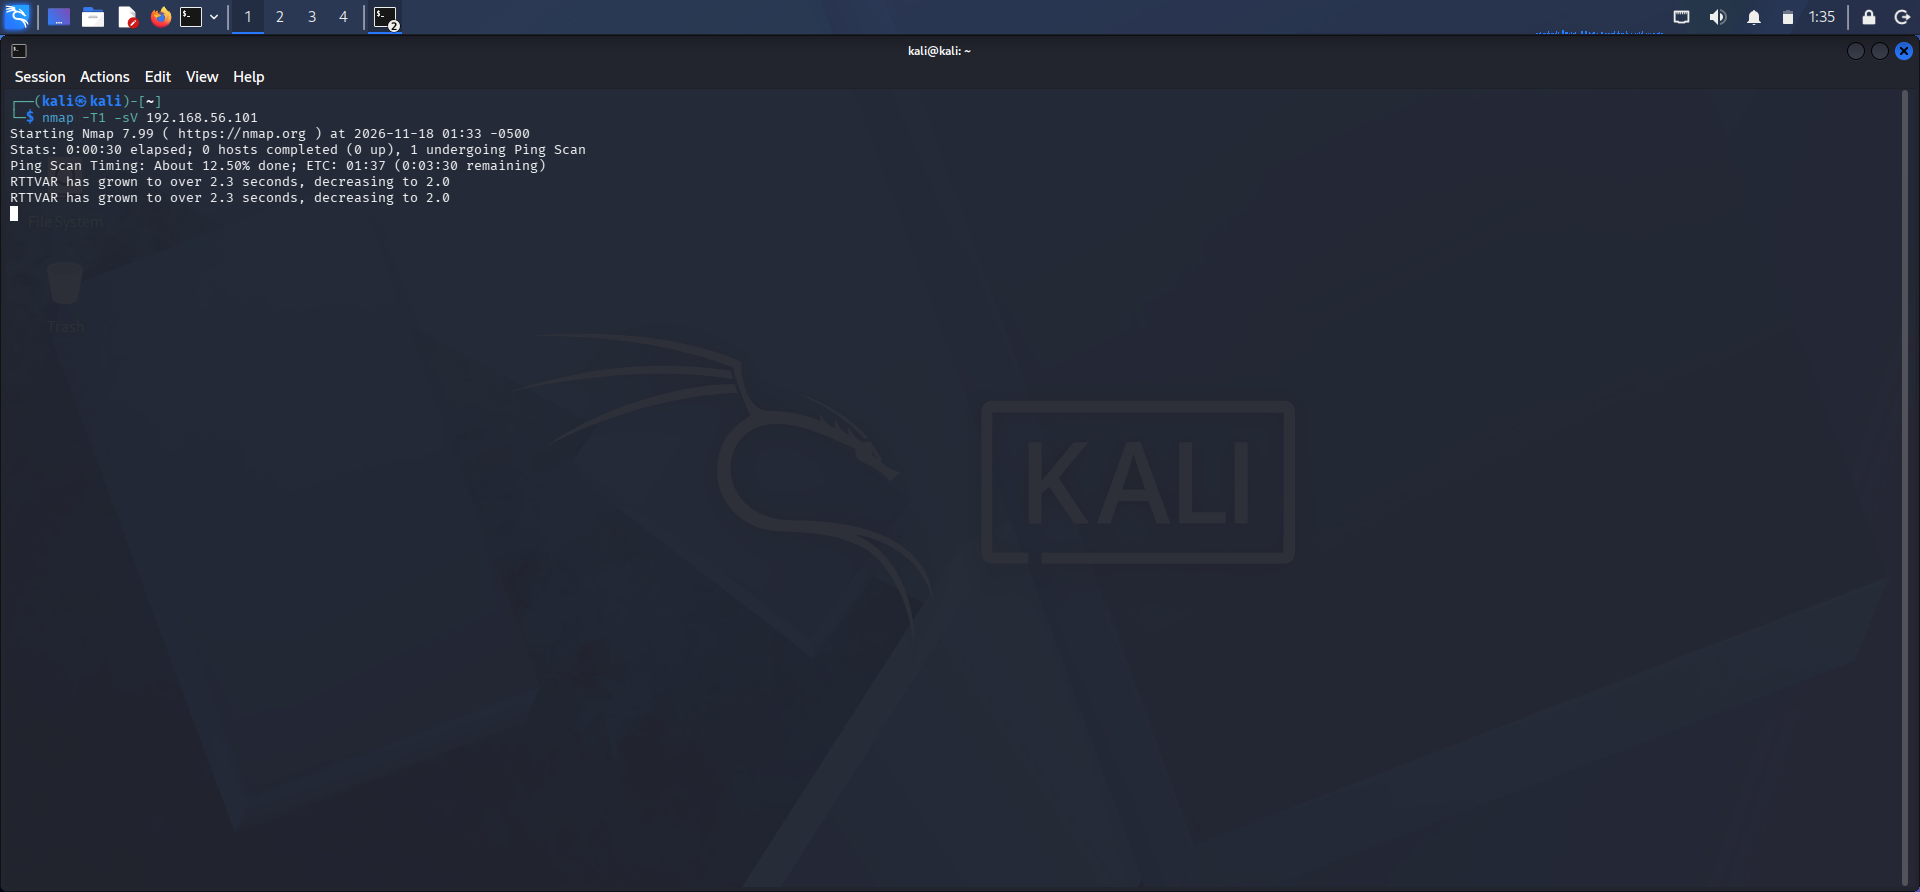 1 2 3 4 2 1:35
kali@kali: ~
Session Actions Edit View Help
┌──(kali㉿kali)-[~]
└─$ nmap -T1 -sV 192.168.56.101
Starting Nmap 7.99 ( https://nmap.org ) at 2026-11-18 01:33 -0500
Stats: 0:00:30 elapsed; 0 hosts completed (0 up), 1 undergoing Ping Scan
Ping Scan Timing: About 12.50% done; ETC: 01:37 (0:03:30 remaining)
RTTVAR has grown to over 2.3 seconds, decreasing to 2.0
RTTVAR has grown to over 2.3 seconds, decreasing to 2.0
File System
Trash
KALI